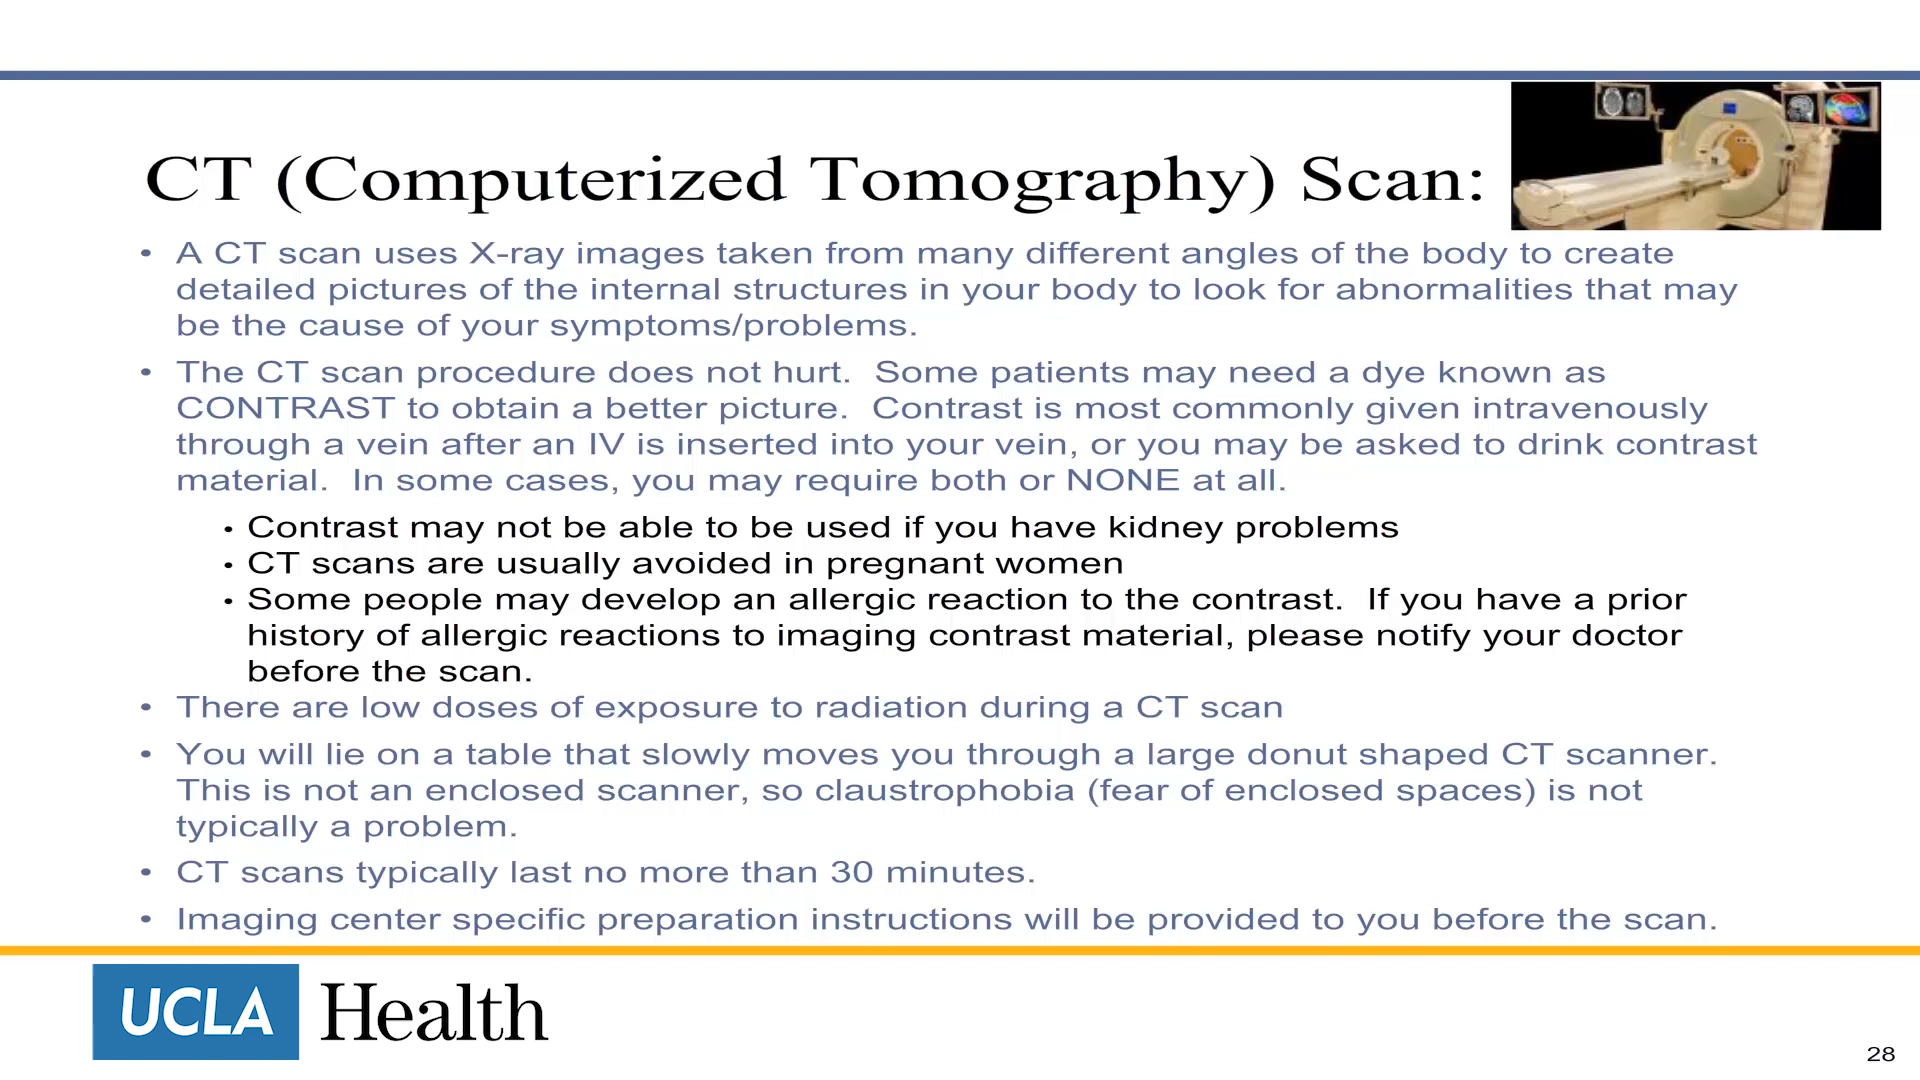 CT (Computerized Tomography) Scan:
• A CT scan uses X-ray images taken from many different angles of the body to create
detailed pictures of the internal structures in your body to look for abnormalities that may
be the cause of your symptoms/problems.
• The CT scan procedure does not hurt.  Some patients may need a dye known as
CONTRAST to obtain a better picture.  Contrast is most commonly given intravenously
through a vein after an IV is inserted into your vein, or you may be asked to drink contrast
material.  In some cases, you may require both or NONE at all.
• Contrast may not be able to be used if you have kidney problems
• CT scans are usually avoided in pregnant women
• Some people may develop an allergic reaction to the contrast.  If you have a prior
history of allergic reactions to imaging contrast material, please notify your doctor
before the scan.
• There are low doses of exposure to radiation during a CT scan
• You will lie on a table that slowly moves you through a large donut shaped CT scanner.
This is not an enclosed scanner, so claustrophobia (fear of enclosed spaces) is not
typically a problem.
• CT scans typically last no more than 30 minutes.
• Imaging center specific preparation instructions will be provided to you before the scan.
UCLA Health
28